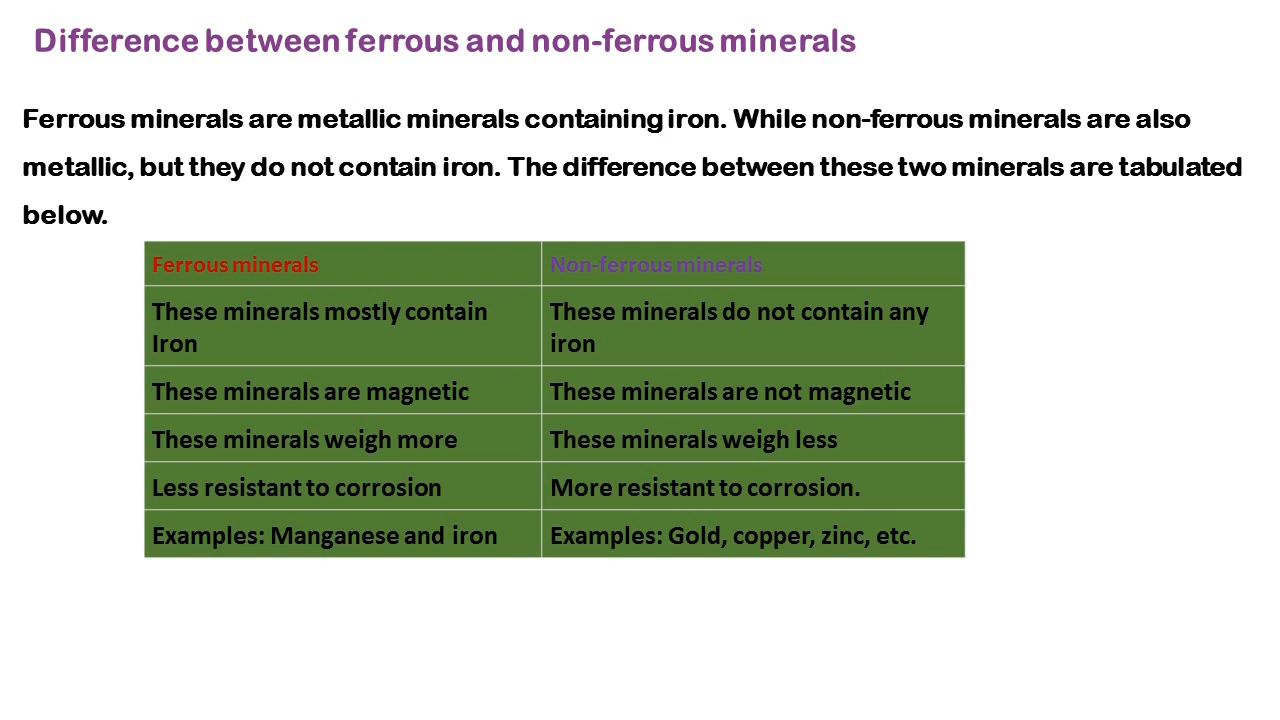 Difference between ferrous and non-ferrous minerals
Ferrous minerals are metallic minerals containing iron. While non-ferrous minerals are also
metallic, but they do not contain iron. The difference between these two minerals are tabulated
below.
Ferrous minerals
Non-ferrous minerals
These minerals mostly contain
Iron
These minerals do not contain any
iron
These minerals are magnetic
These minerals are not magnetic
These minerals weigh more
These minerals weigh less
Less resistant to corrosion
More resistant to corrosion.
Examples: Manganese and iron
Examples: Gold, copper, zinc, etc.